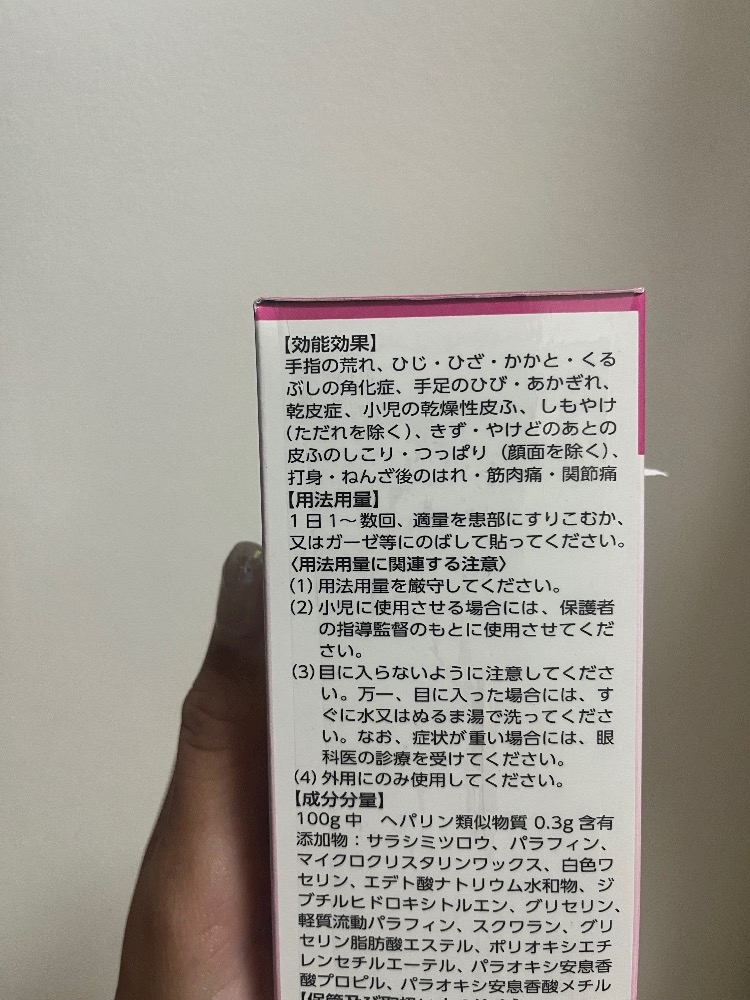 【効能効果】
手指の荒れ、ひじ・ひざ・かかと・くる
ぶしの角化症、手足のひび・あかぎれ、
乾皮症、小児の乾燥性皮ふ、しもやけ
(ただれを除く)、きず・やけどのあとの
皮ふのしこり・つっぱり（顔面を除く)、
打身・ねんざ後のはれ・筋肉痛・関節痛
【用法用量】
1日1〜数回、適量を患部にすりこむか、
又はガーゼ等にのばして貼ってください。
〈用法用量に関連する注意〉
(1) 用法用量を厳守してください。
(2) 小児に使用させる場合には、保護者
の指導監督のもとに使用させてくだ
さい。
(3) 目に入らないように注意してくださ
い。万一、目に入った場合には、す
ぐに水又はぬるま湯で洗ってくださ
い。なお、症状が重い場合には、眼
科医の診療を受けてください。
(4) 外用にのみ使用してください。
【成分分量】
100g中　ヘパリン類似物質 0.3g 含有
添加物：サラシミツロウ、パラフィン、
マイクロクリスタリンワックス、白色ワ
セリン、エデト酸ナトリウム水和物、ジ
ブチルヒドロキシトルエン、グリセリン、
軽質流動パラフィン、スクワラン、グリ
セリン脂肪酸エステル、ポリオキシエチ
レンセチルエーテル、パラオキシ安息香
酸プロピル、パラオキシ安息香酸メチル